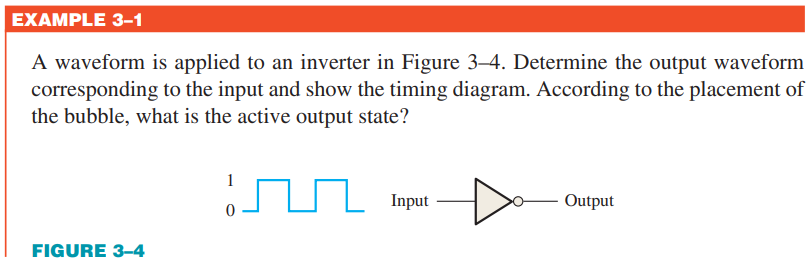 EXAMPLE 3–1
A waveform is applied to an inverter in Figure 3–4. Determine the output waveform
corresponding to the input and show the timing diagram. According to the placement of
the bubble, what is the active output state?
1
0
Input
Output
FIGURE 3–4